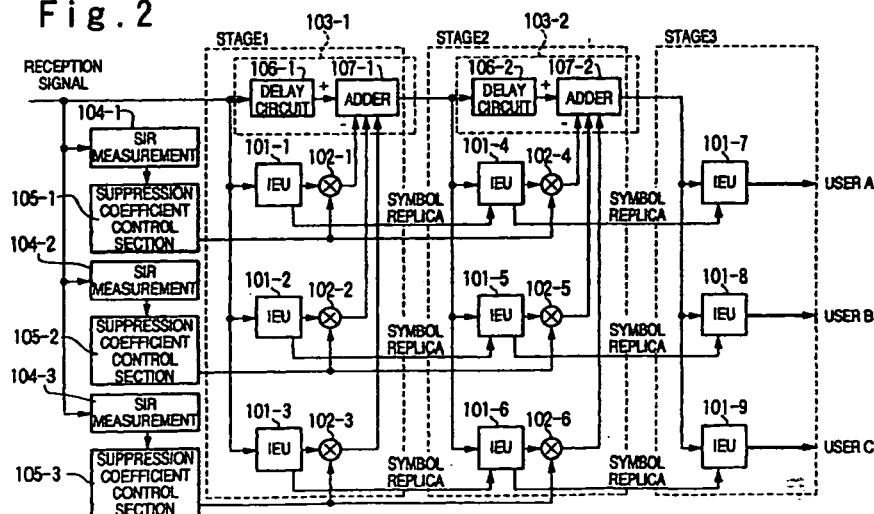 Fig.2
103-1
103-2
STAGE1
STAGE2
STAGE3
RECEPTION
SIGNAL
106-1
107-1
106-2
107-2
DELAY
CIRCUIT
+
ADDER
DELAY
CIRCUIT
+
ADDER
104-1
SIR
MEASUREMENT
-
-
101-1
102-1
101-4
102-4
101-7
IEU
IEU
IEU
USER A
105-1
SUPPRESSION
COEFFICIENT
CONTROL
SECTION
SYMBOL
REPLICA
SYMBOL
REPLICA
104-2
SIR
MEASUREMENT
101-2
102-2
101-5
102-5
101-8
IEU
IEU
IEU
USER B
105-2
SUPPRESSION
COEFFICIENT
CONTROL
SECTION
SYMBOL
REPLICA
SYMBOL
REPLICA
104-3
SIR
MEASUREMENT
101-3
102-3
101-6
102-6
101-9
IEU
IEU
IEU
USER C
105-3
SUPPRESSION
COEFFICIENT
CONTROL
SECTION
SYMBOL
REPLICA
SYMBOL
REPLICA